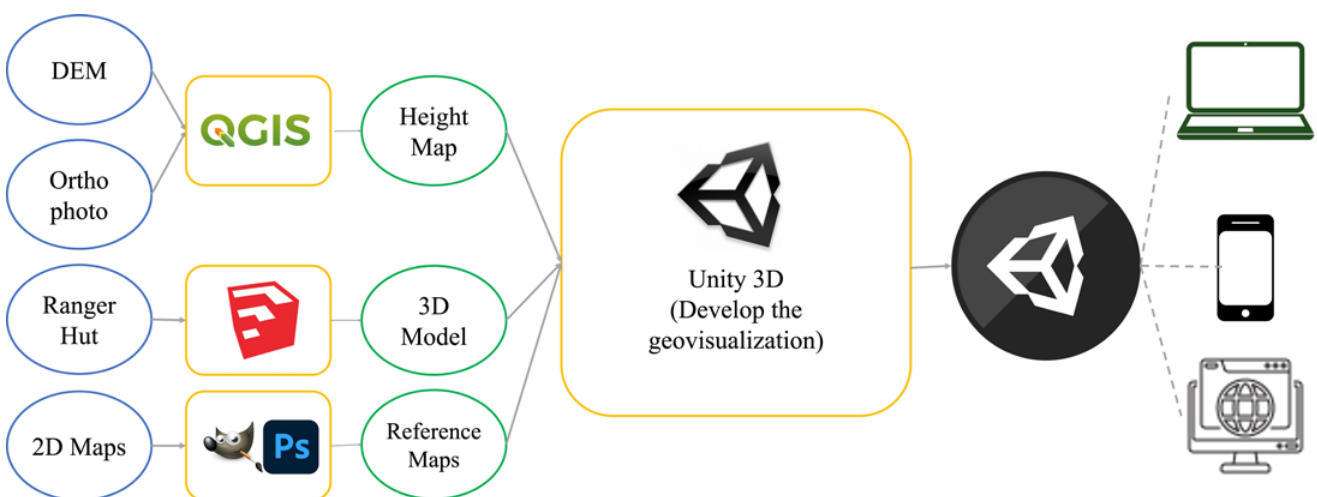 DEM
QGIS
Height
Map
Ortho
photo
Unity 3D
(Develop the
geovisualization)
Ranger
Hut
3D
Model
2D Maps
Ps
Reference
Maps